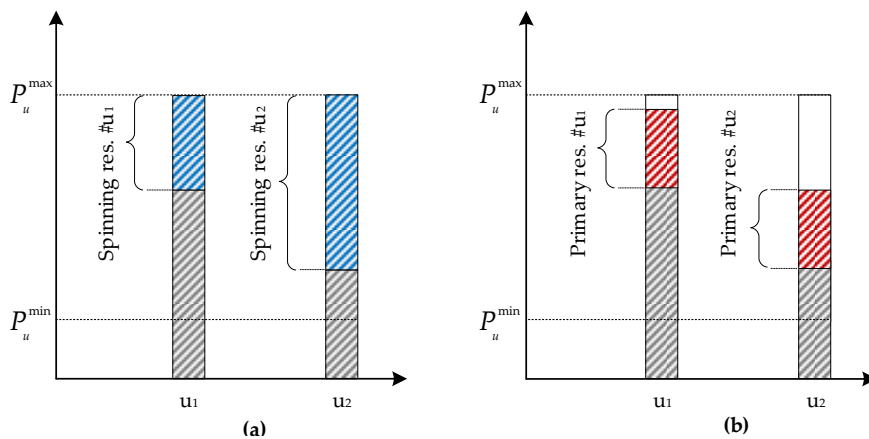 P_u^max
Spinning res. #u₁
Spinning res. #u₂
P_u^min
u₁
u₂
(a)
P_u^max
Primary res. #u₁
Primary res. #u₂
P_u^min
u₁
u₂
(b)